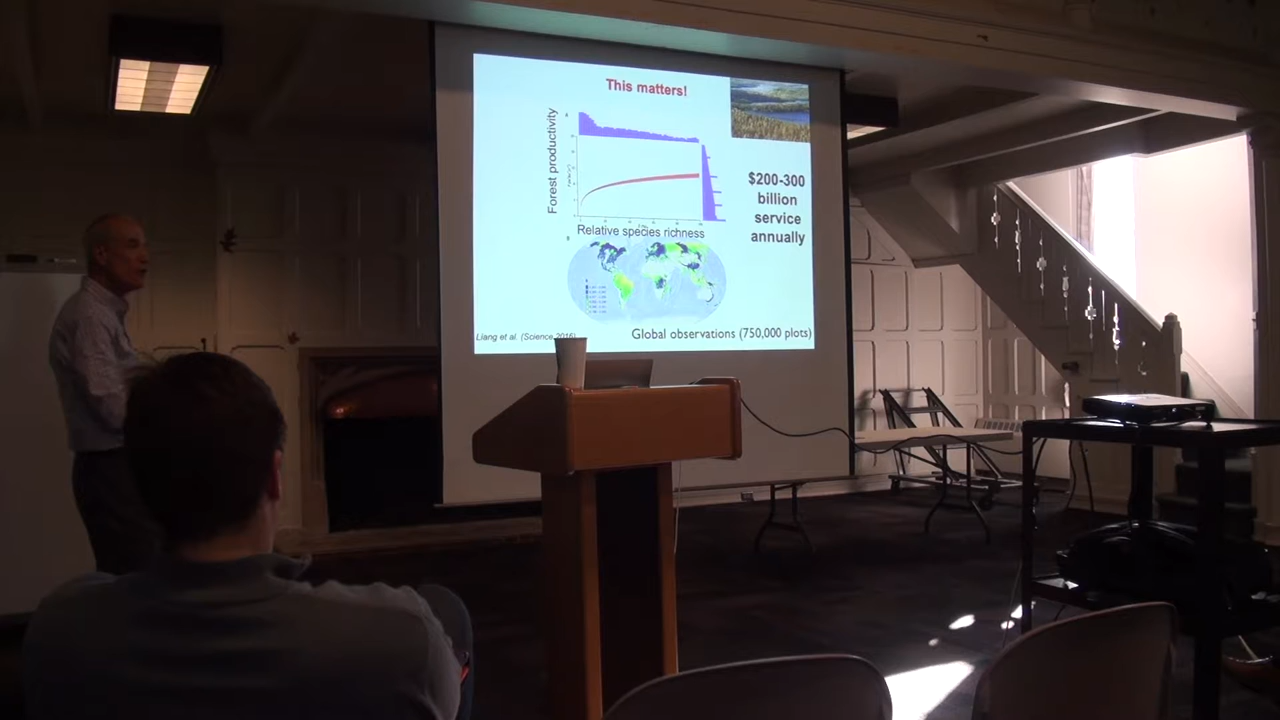 This matters!
Forest productivity
$200-300
billion
service
annually
Relative species richness
Global observations (750,000 plots)
Liang et al. (Science 2016)